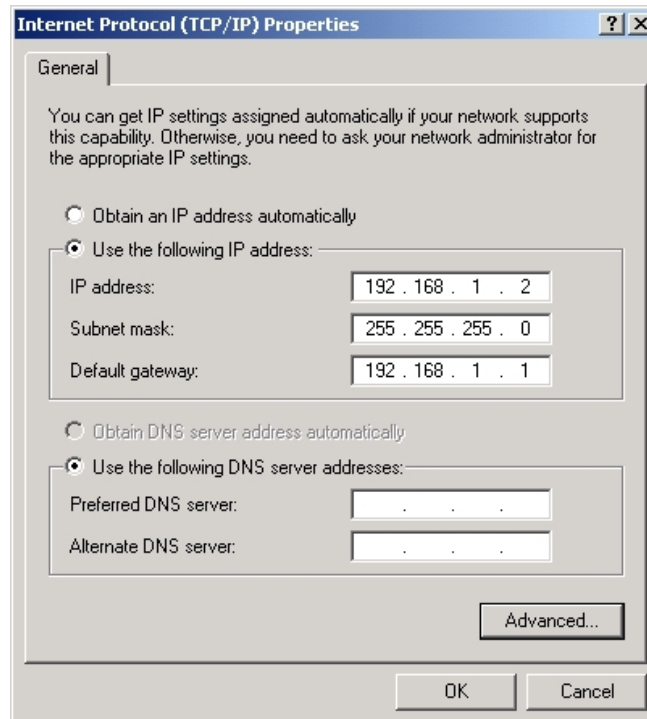 Internet Protocol (TCP/IP) Properties
General
You can get IP settings assigned automatically if your network supports
this capability. Otherwise, you need to ask your network administrator for
the appropriate IP settings.
Obtain an IP address automatically
Use the following IP address:
IP address: 192 . 168 . 1 . 2
Subnet mask: 255 . 255 . 255 . 0
Default gateway: 192 . 168 . 1 . 1
Obtain DNS server address automatically
Use the following DNS server addresses:
Preferred DNS server: . . .
Alternate DNS server: . . .
Advanced...
OK Cancel